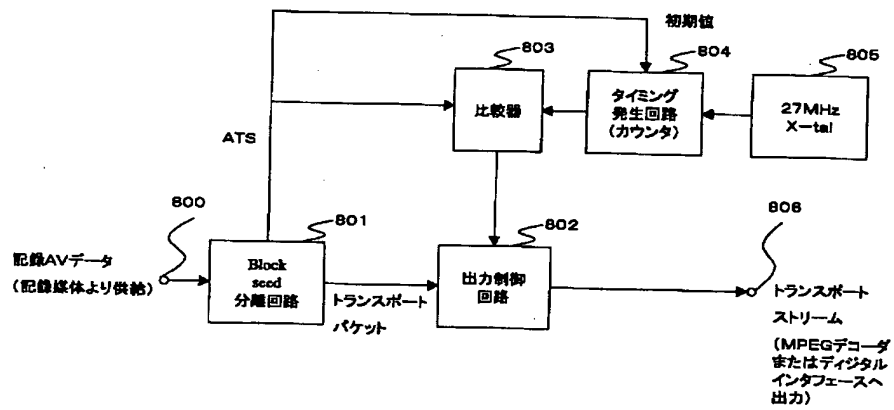 初期値
803
804
805
比較器
タイミング
発生回路
(カウンタ)
27MHz
X-tal
ATS
800
801
802
806
記録AVデータ
(記録媒体より供給)
Block
seed
分離回路
トランスポート
パケット
出力制御
回路
トランスポート
ストリーム
(MPEGデコーダ
またはディジタル
インタフェースへ
出力)